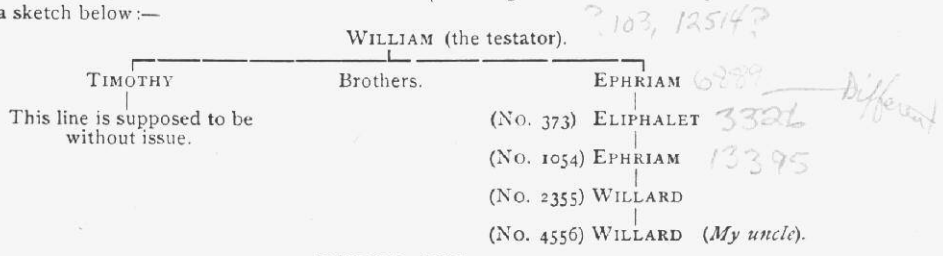 a sketch below:—
? 103, 12514?
WILLIAM (the testator).
TIMOTHY Brothers. EPHRIAM 6889 Different
This line is supposed to be
without issue.
(No. 373) ELIPHALET 3326
(No. 1054) EPHRIAM 13395
(No. 2355) WILLARD
(No. 4556) WILLARD (My uncle).